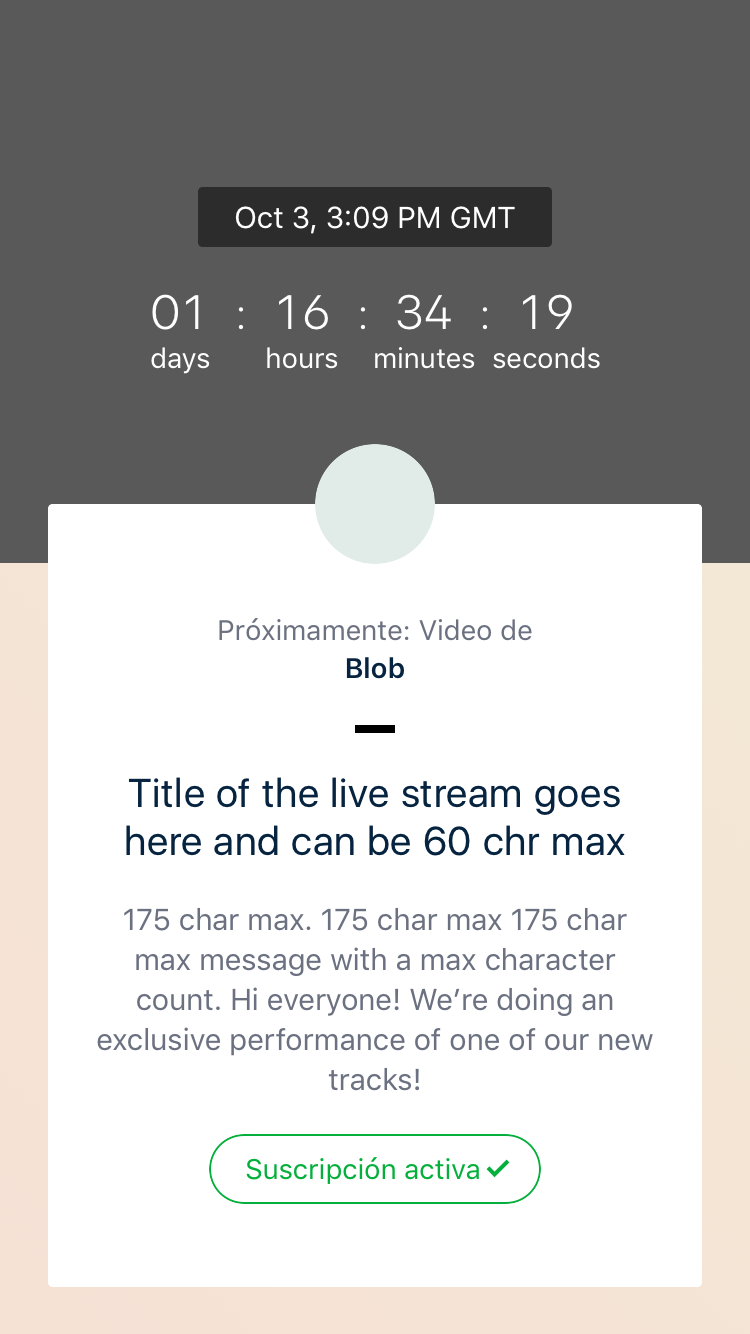 Oct 3, 3:09 PM GMT
01 : 16 : 34 : 19
days hours minutes seconds
Próximamente: Video de
Blob
Title of the live stream goes
here and can be 60 chr max
175 char max. 175 char max 175 char
max message with a max character
count. Hi everyone! We’re doing an
exclusive performance of one of our new
tracks!
Suscripción activa